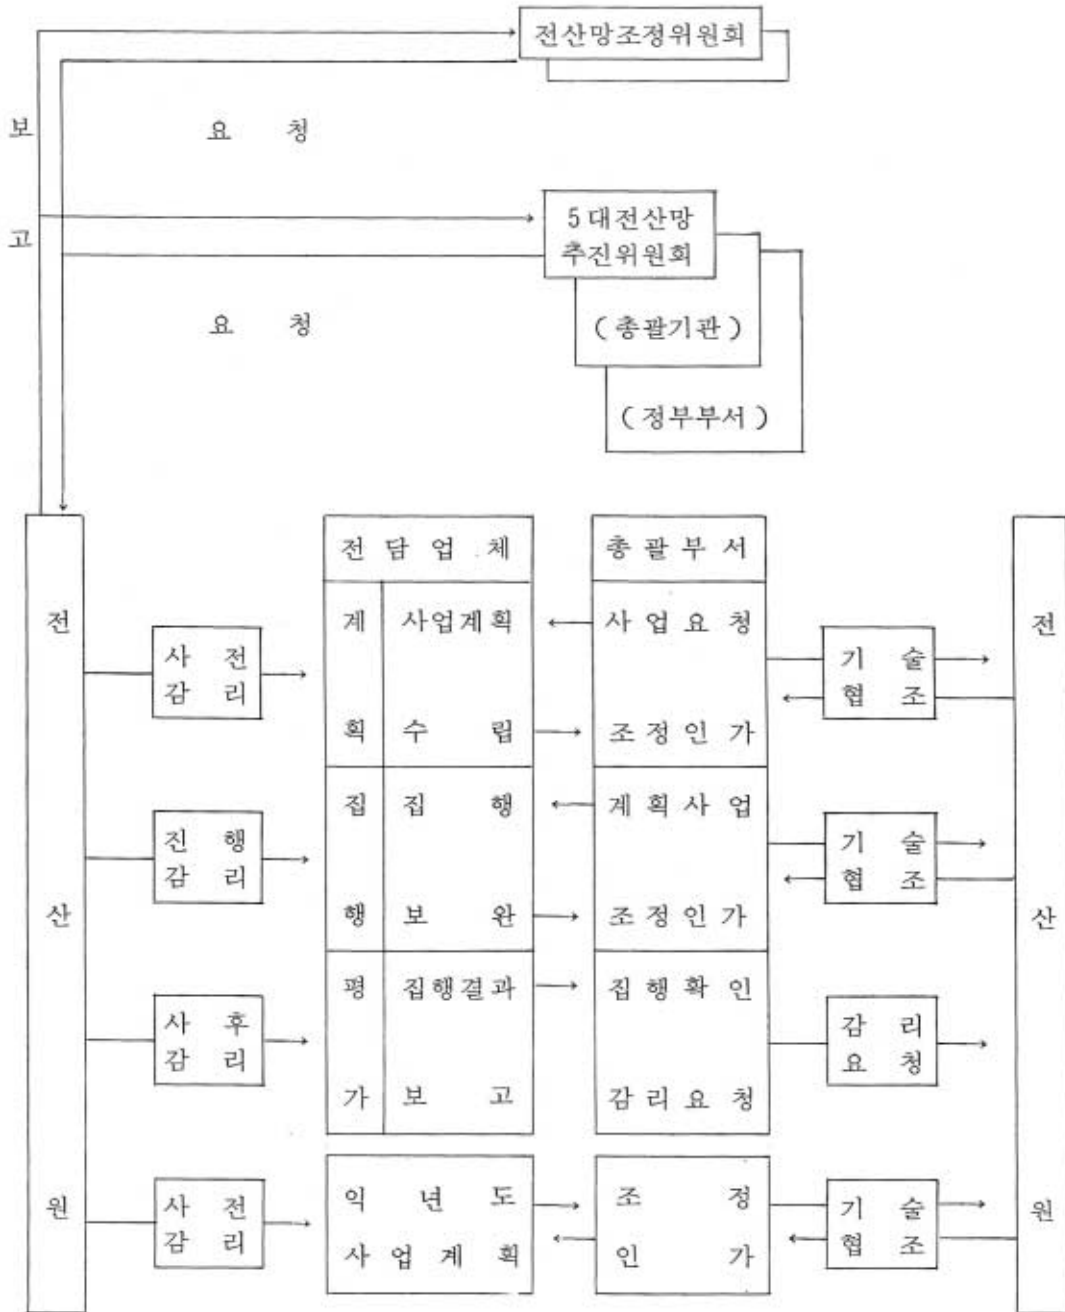 전산망조정위원회
보
고
요 청
5 대전산망
추진위원회
요 청
( 총괄기관 )
( 정부부서 )
전
산
원
전 담 업 체
총 괄 부 서
계
획
사업계획
수 립
사 업 요 청
조 정 인 가
사 전
감 리
기 술
협 조
집
행
집 행
보 완
계 획 사 업
조 정 인 가
진 행
감 리
기 술
협 조
평
가
집행결과
보 고
집 행 확 인
감 리 요 청
사 후
감 리
감 리
요 청
사 전
감 리
익 년 도
사 업 계 획
조 정
인 가
기 술
협 조
전
산
원